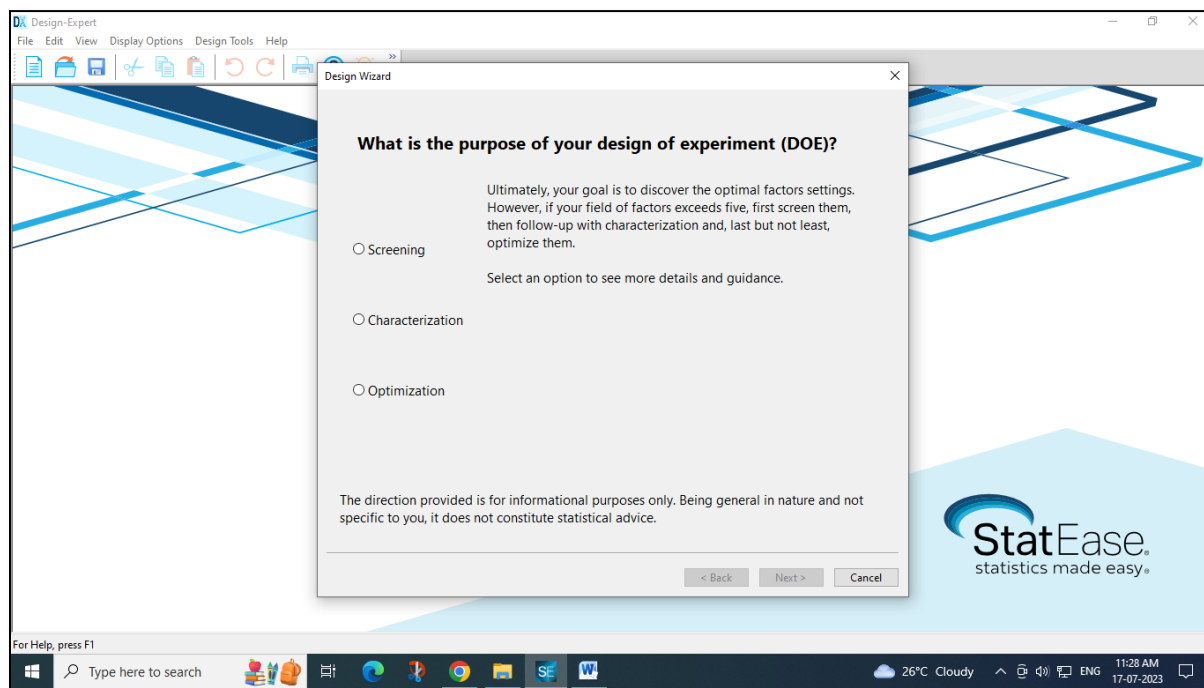 DX Design-Expert
File Edit View Display Options Design Tools Help
»
Design Wizard
What is the purpose of your design of experiment (DOE)?
Ultimately, your goal is to discover the optimal factors settings.
However, if your field of factors exceeds five, first screen them,
then follow-up with characterization and, last but not least,
optimize them.
Screening
Select an option to see more details and guidance.
Characterization
Optimization
The direction provided is for informational purposes only. Being general in nature and not
specific to you, it does not constitute statistical advice.
< Back Next > Cancel
StatEase®
statistics made easy®
For Help, press F1
Type here to search
SE
W
26°C Cloudy
ENG
11:28 AM
17-07-2023